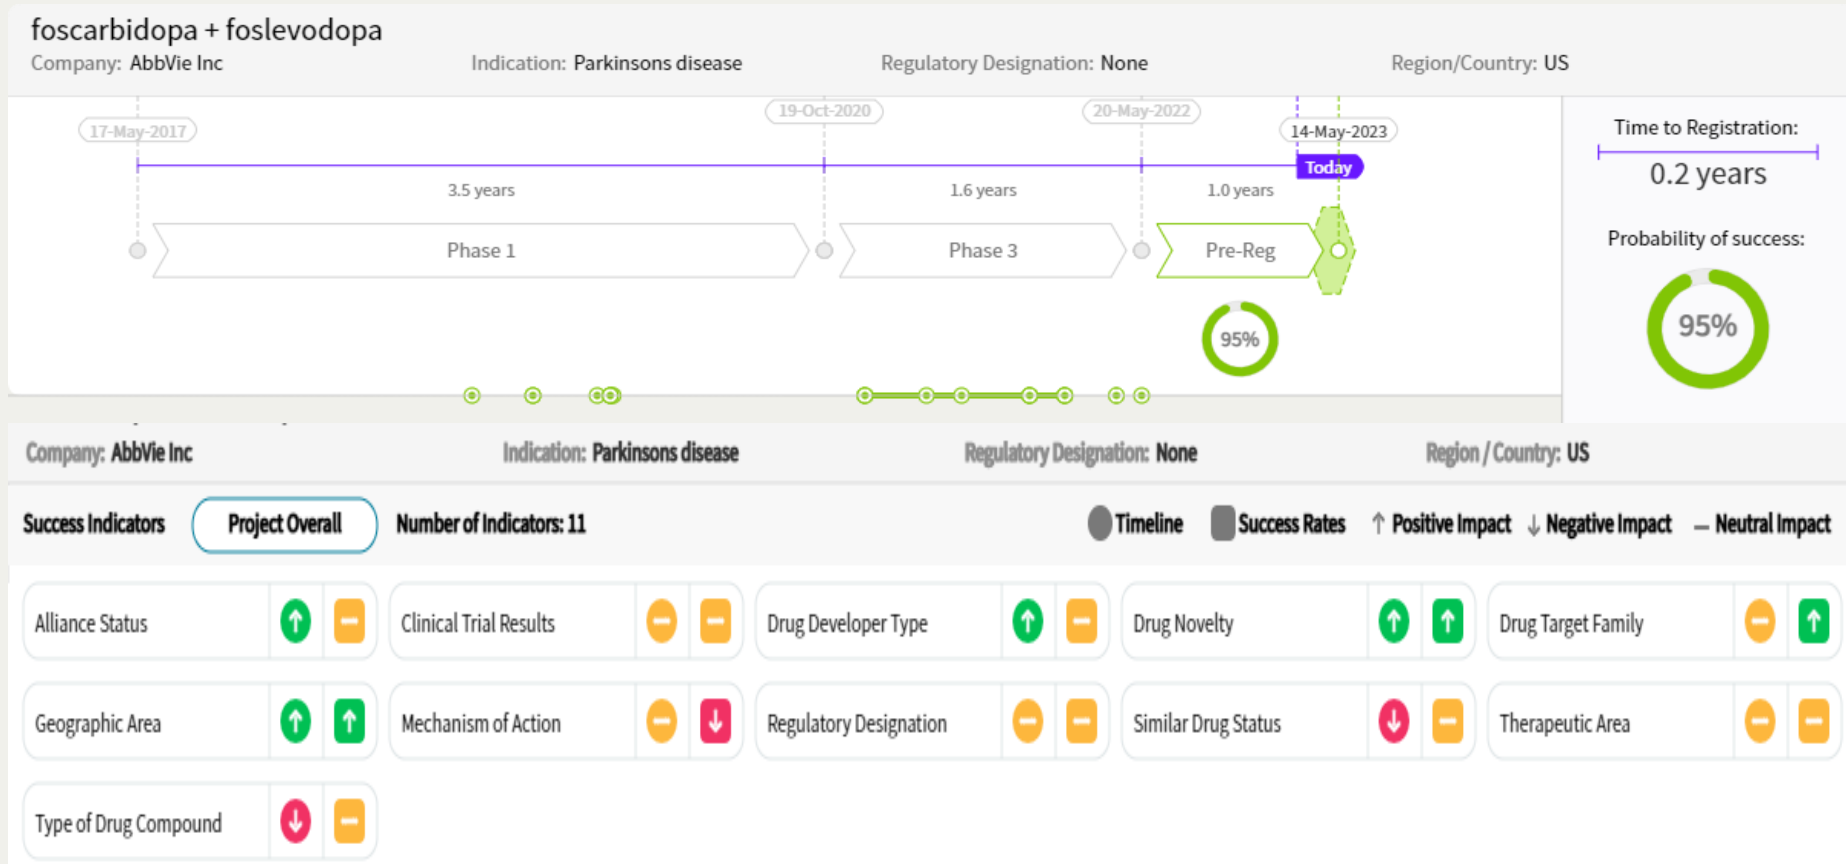 foscarbidopa + foslevodopa
Company: AbbVie Inc Indication: Parkinsons disease Regulatory Designation: None Region/Country: US
19-Oct-2020 20-May-2022
17-May-2017 14-May-2023
Time to Registration:
Today
0.2 years
3.5 years 1.6 years 1.0 years
Probability of success:
Phase 1 Phase 3 Pre-Reg
95%
95%
Company: AbbVie Inc Indication: Parkinsons disease Regulatory Designation: None Region / Country: US
Success Indicators Project Overall Number of Indicators: 11 Timeline Success Rates ↑ Positive Impact ↓ Negative Impact – Neutral Impact
Alliance Status Clinical Trial Results Drug Developer Type Drug Novelty Drug Target Family
Geographic Area Mechanism of Action Regulatory Designation Similar Drug Status Therapeutic Area
Type of Drug Compound